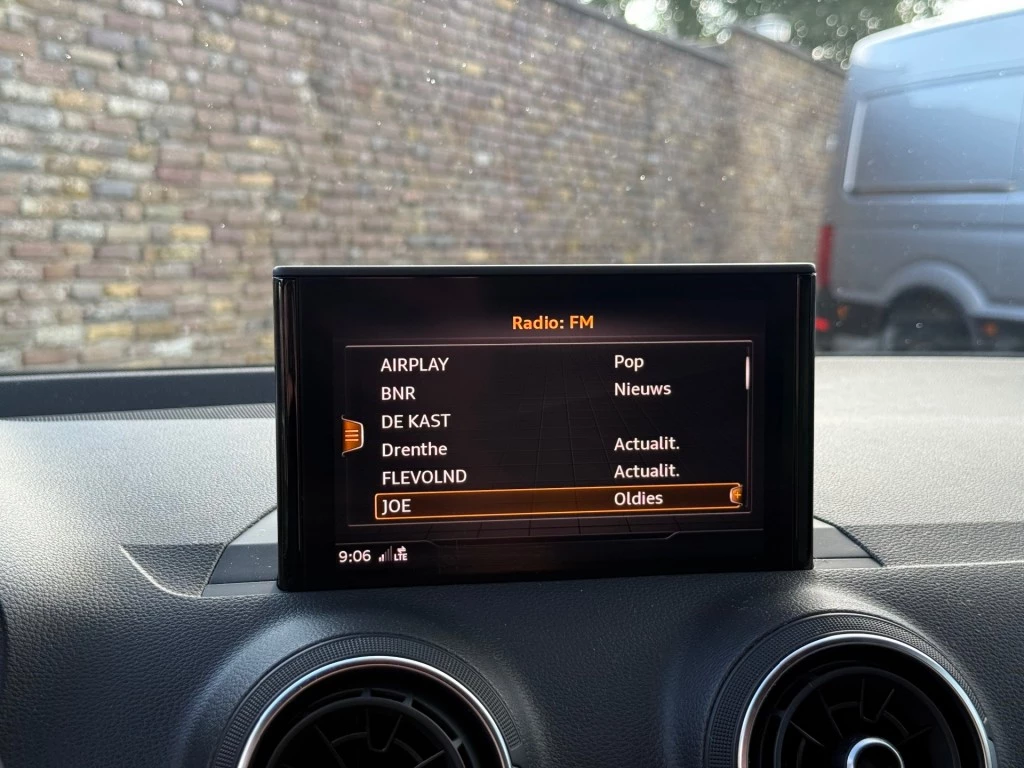 Radio: FM
AIRPLAY Pop
BNR Nieuws
DE KAST
Drenthe Actualit.
FLEVOLND Actualit.
JOE Oldies
9:06 LTE